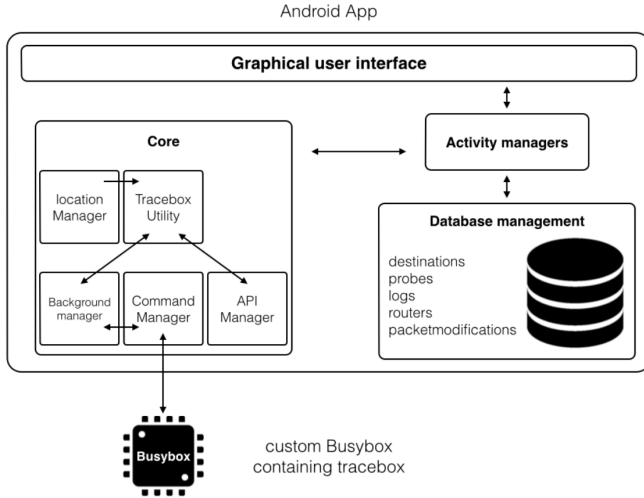 Android App
Graphical user interface
Core
Activity managers
location
Manager
Tracebox
Utility
Database management
destinations
probes
logs
routers
packetmodifications
Background
manager
Command
Manager
API
Manager
Busybox
custom Busybox
containing tracebox